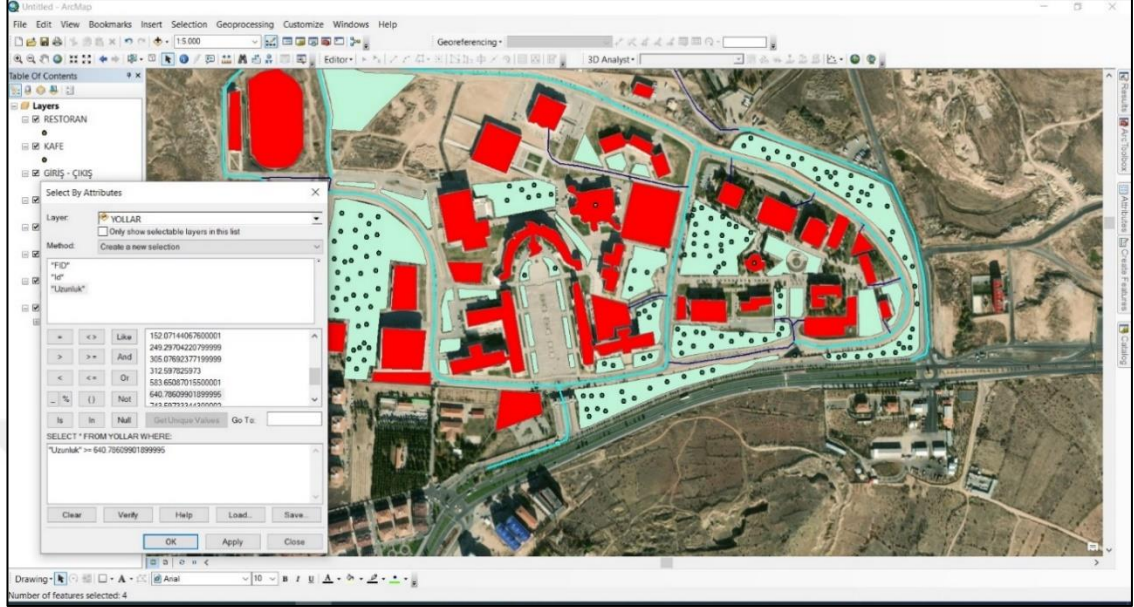 Untitled - ArcMap
File Edit View Bookmarks Insert Selection Geoprocessing Customize Windows Help
1:5.000
Georeferencing
Editor
3D Analyst
Table Of Contents
Layers
RESTORAN
KAFE
GİRİŞ - ÇIKIŞ
Select By Attributes
Layer: YOLLAR
Only show selectable layers in this list
Method: Create a new selection
"FID"
"Id"
"Uzunluk"
= <> Like
> >= And
< <= Or
_ % () Not
Is In Null
152.07144067600001
249.29704220799999
305.07692377199999
312.597825973
583.65087015500001
640.78609901899995
Get Unique Values Go To:
SELECT * FROM YOLLAR WHERE:
"Uzunluk" >= 640.78609901899995
Clear Verify Help Load... Save...
OK Apply Close
Results
ArcToolbox
Attributes
Create Features
Catalog
Drawing
A
Arial
10
B I U A
Number of features selected: 4